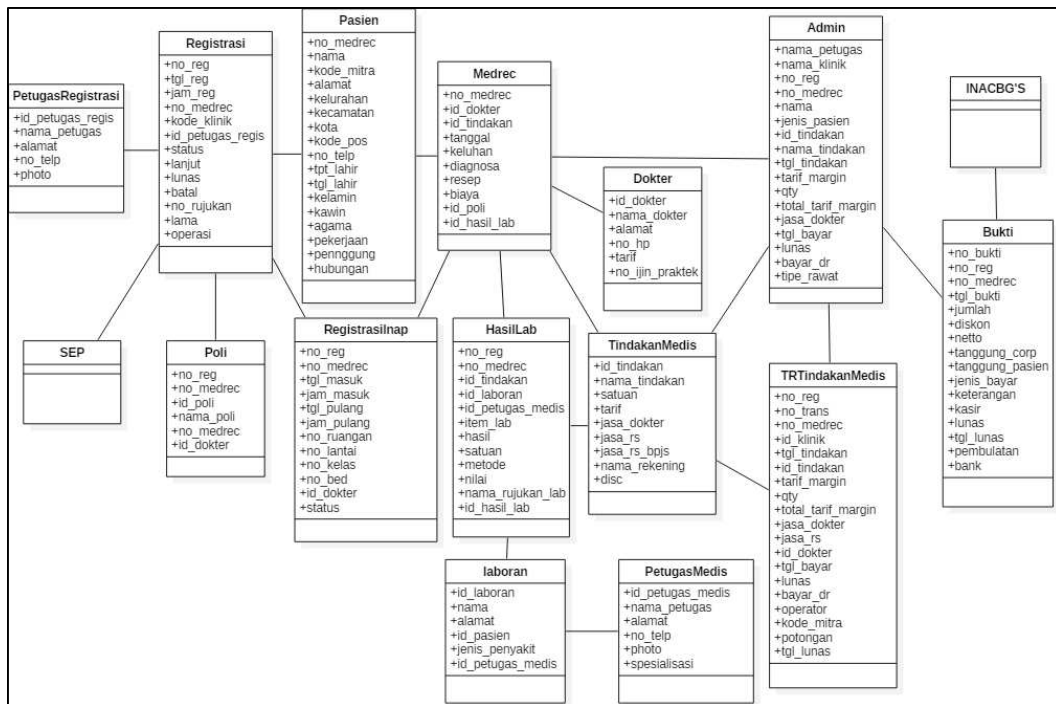 PetugasRegistrasi
+id_petugas_regis
+nama_petugas
+alamat
+no_telp
+photo
Registrasi
+no_reg
+tgl_reg
+jam_reg
+no_medrec
+kode_klinik
+id_petugas_regis
+status
+lanjut
+lunas
+batal
+no_rujukan
+lama
+operasi
Pasien
+no_medrec
+nama
+kode_mitra
+alamat
+kelurahan
+kecamatan
+kota
+kode_pos
+no_telp
+tpt_lahir
+tgl_lahir
+kelamin
+kawin
+agama
+pekerjaan
+pennggung
+hubungan
Medrec
+no_medrec
+id_dokter
+id_tindakan
+tanggal
+keluhan
+diagnosa
+resep
+biaya
+id_poli
+id_hasil_lab
Dokter
+id_dokter
+nama_dokter
+alamat
+no_hp
+tarif
+no_ijin_praktek
Admin
+nama_petugas
+nama_klinik
+no_reg
+no_medrec
+nama
+jenis_pasien
+id_tindakan
+nama_tindakan
+tgl_tindakan
+tarif_margin
+qty
+total_tarif_margin
+jasa_dokter
+tgl_bayar
+lunas
+bayar_dr
+tipe_rawat
INACBG'S
Bukti
+no_bukti
+no_reg
+no_medrec
+tgl_bukti
+jumlah
+diskon
+netto
+tanggung_corp
+tanggung_pasien
+jenis_bayar
+keterangan
+kasir
+lunas
+tgl_lunas
+pembulatan
+bank
SEP
Poli
+no_reg
+no_medrec
+id_poli
+nama_poli
+no_medrec
+id_dokter
RegistrasiInap
+no_reg
+no_medrec
+tgl_masuk
+jam_masuk
+tgl_pulang
+jam_pulang
+no_ruangan
+no_lantai
+no_kelas
+no_bed
+id_dokter
+status
HasilLab
+no_reg
+no_medrec
+id_tindakan
+id_laboran
+id_petugas_medis
+item_lab
+hasil
+satuan
+metode
+nilai
+nama_rujukan_lab
+id_hasil_lab
TindakanMedis
+id_tindakan
+nama_tindakan
+satuan
+tarif
+jasa_dokter
+jasa_rs
+jasa_rs_bpjs
+nama_rekening
+disc
TRTindakanMedis
+no_reg
+no_trans
+no_medrec
+id_klinik
+tgl_tindakan
+id_tindakan
+tarif_margin
+qty
+total_tarif_margin
+jasa_dokter
+jasa_rs
+id_dokter
+tgl_bayar
+lunas
+bayar_dr
+operator
+kode_mitra
+potongan
+tgl_lunas
laboran
+id_laboran
+nama
+alamat
+id_pasien
+jenis_penyakit
+id_petugas_medis
PetugasMedis
+id_petugas_medis
+nama_petugas
+alamat
+no_telp
+photo
+spesialisasi